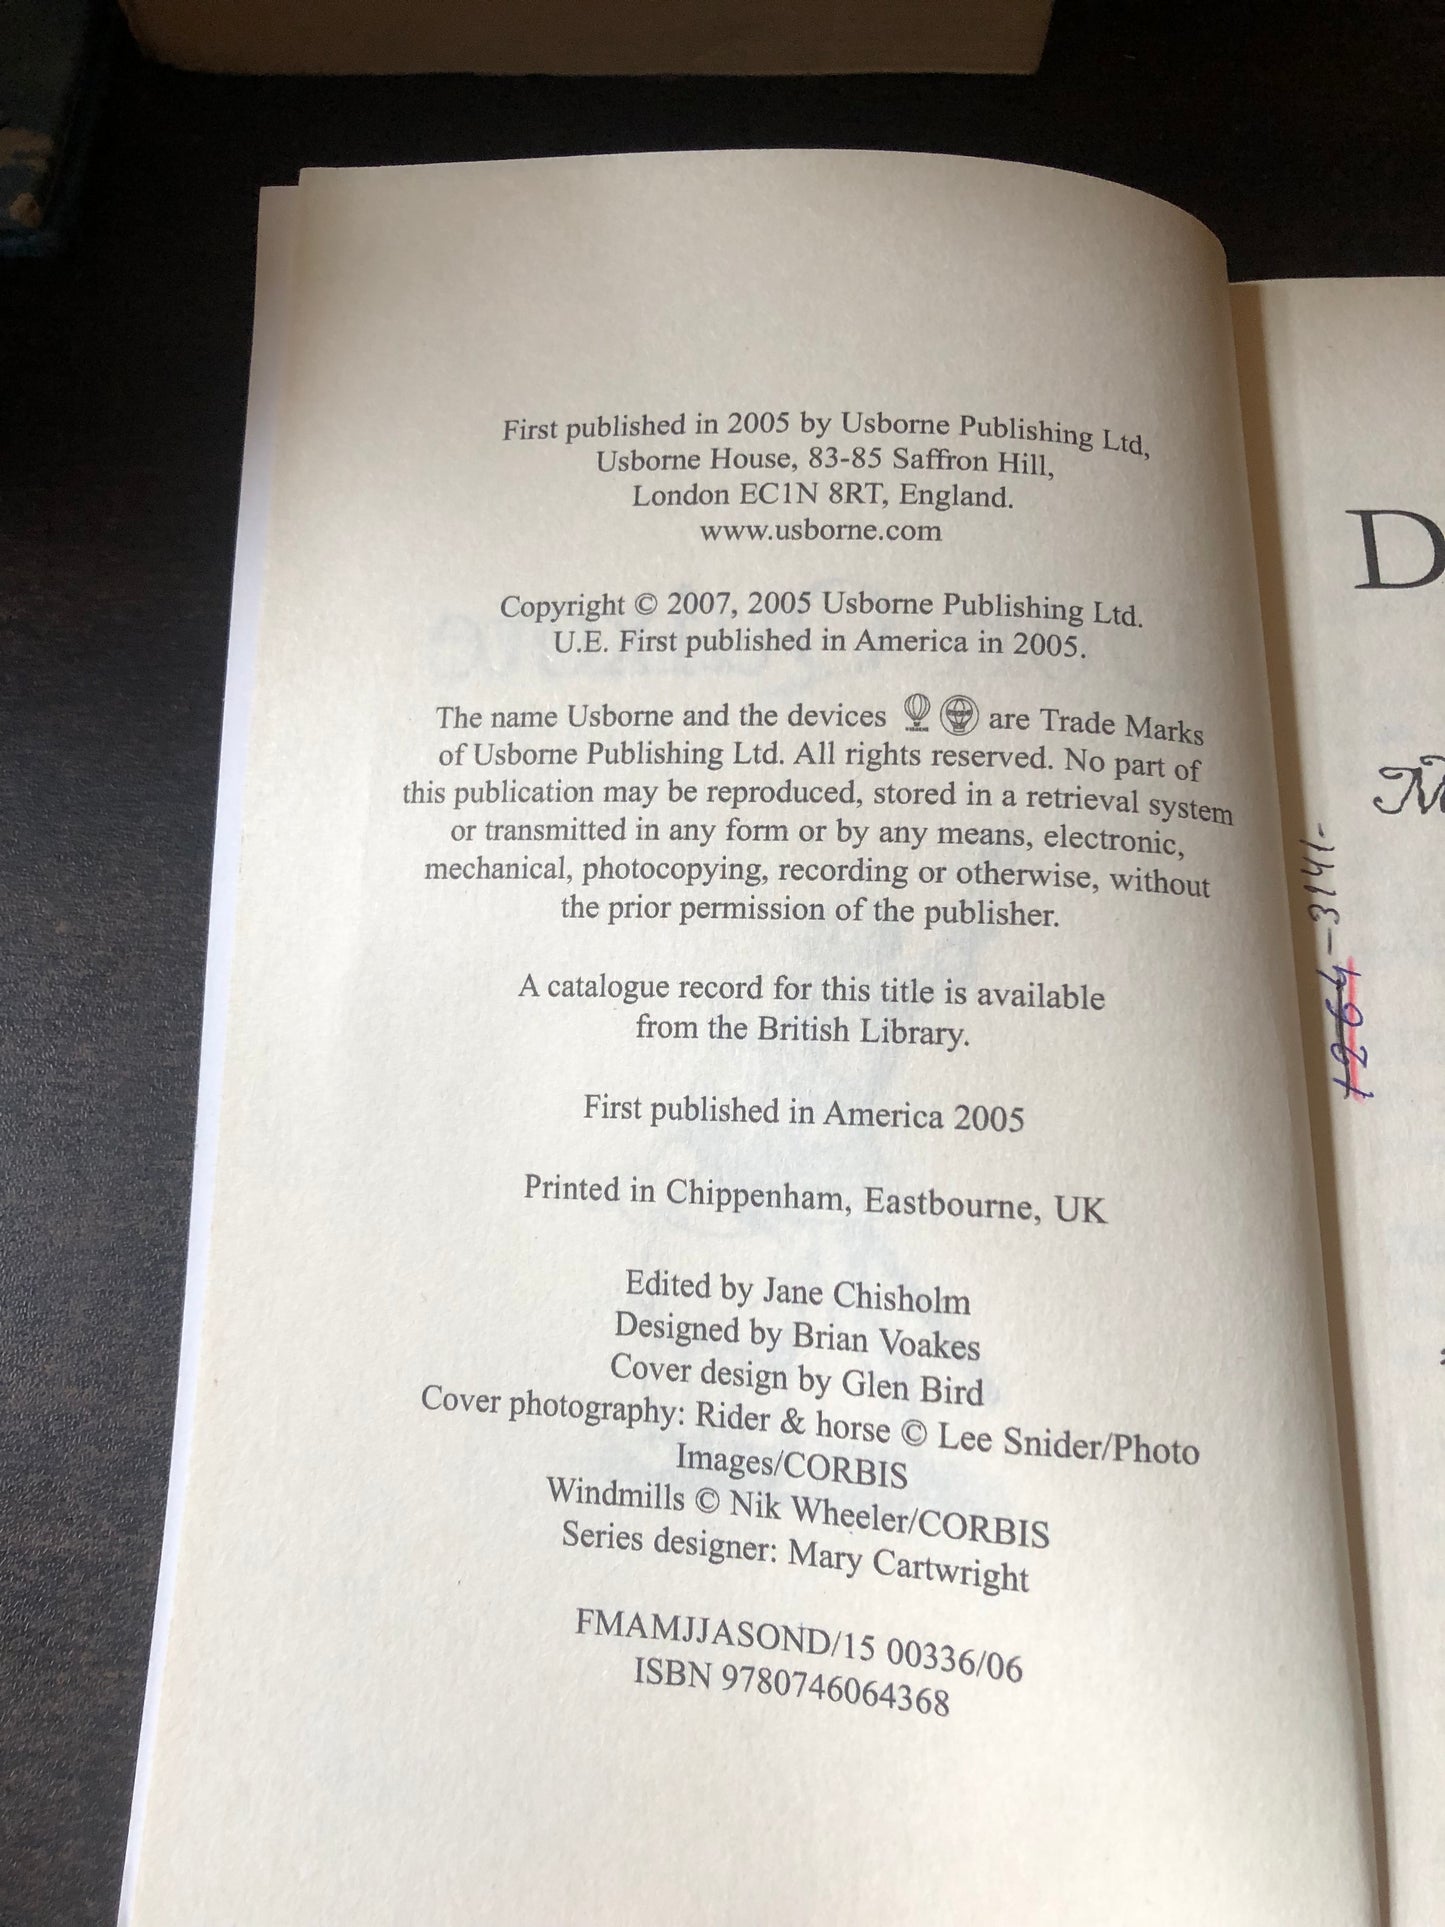 First published in 2005 by Usborne Publishing Ltd,
Usborne House, 83-85 Saffron Hill,
London EC1N 8RT, England.
www.usborne.com
Copyright © 2007, 2005 Usborne Publishing Ltd.
U.E. First published in America in 2005.
The name Usborne and the devices are Trade Marks
of Usborne Publishing Ltd. All rights reserved. No part of
this publication may be reproduced, stored in a retrieval system
or transmitted in any form or by any means, electronic,
mechanical, photocopying, recording or otherwise, without
the prior permission of the publisher.
A catalogue record for this title is available
from the British Library.
First published in America 2005
Printed in Chippenham, Eastbourne, UK
Edited by Jane Chisholm
Designed by Brian Voakes
Cover design by Glen Bird
Cover photography: Rider & horse © Lee Snider/Photo
Images/CORBIS
Windmills © Nik Wheeler/CORBIS
Series designer: Mary Cartwright
FMAMJJASOND/15 00336/06
ISBN 9780746064368
D
1264-3141-